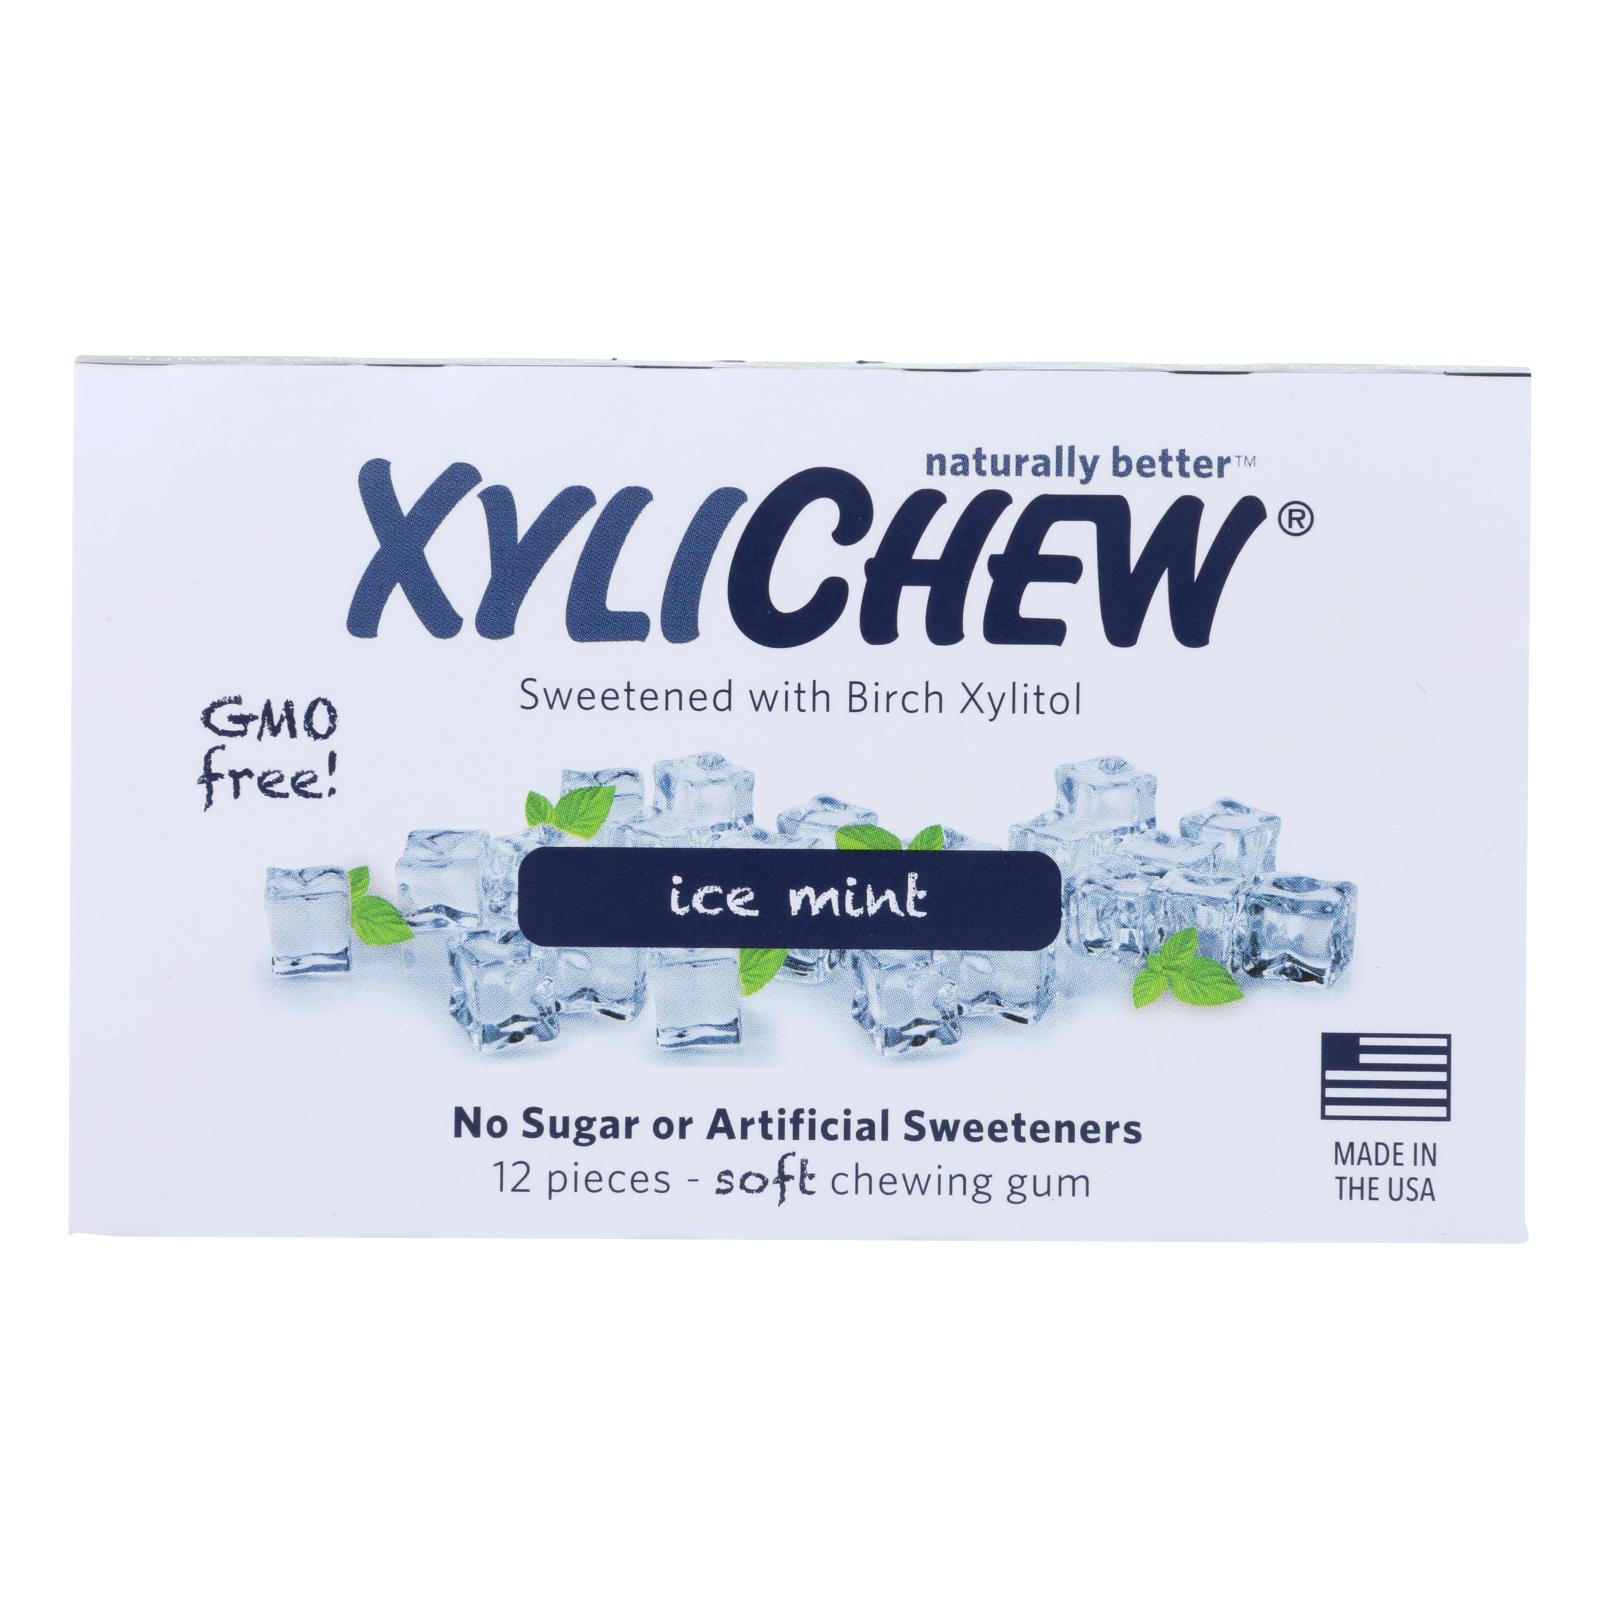 naturally better™
XYLICHEW®
Sweetened with Birch Xylitol
GMO
free!
ice mint
No Sugar or Artificial Sweeteners
12 pieces - soft chewing gum
MADE IN
THE USA